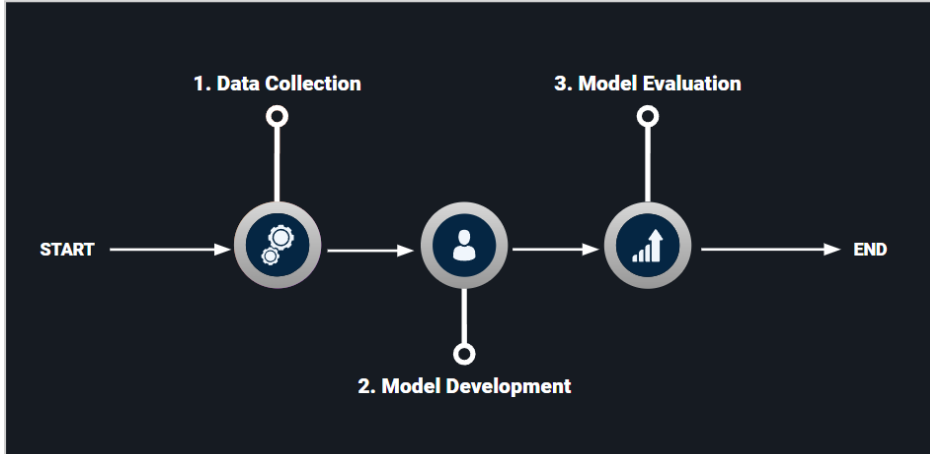 1. Data Collection
3. Model Evaluation
START
END
2. Model Development